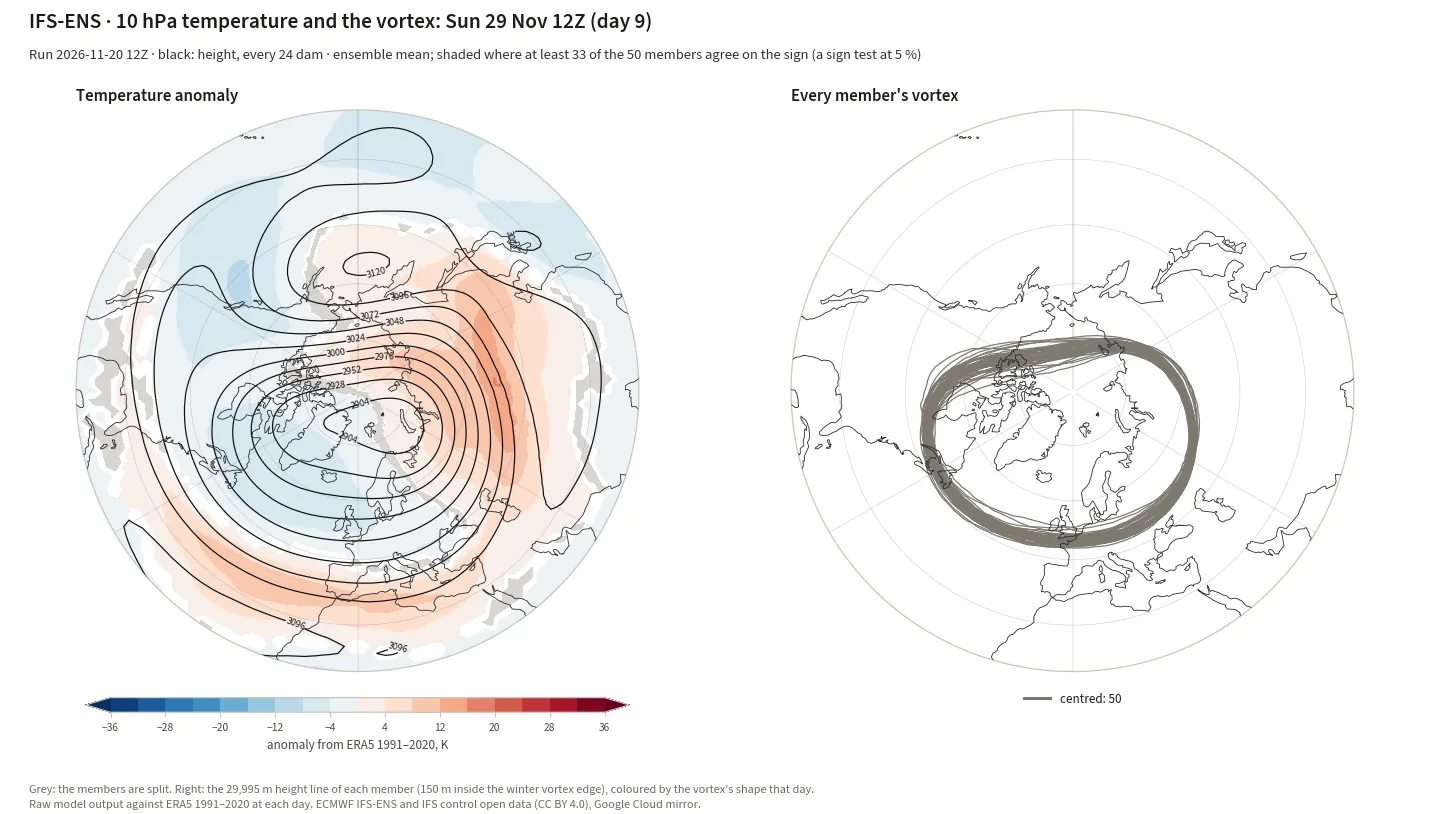 IFS-ENS · 10 hPa temperature and the vortex: Sun 29 Nov 12Z (day 9)
Run 2026-11-20 12Z · black: height, every 24 dam · ensemble mean; shaded where at least 33 of the 50 members agree on the sign (a sign test at 5 %)
Temperature anomaly
Every member's vortex
3120
3096
3072
3048
3024
3000
2976
2952
2928
2904
2904
3096
3096
centred: 50
−36 −28 −20 −12 −4 4 12 20 28 36
anomaly from ERA5 1991–2020, K
Grey: the members are split. Right: the 29,995 m height line of each member (150 m inside the winter vortex edge), coloured by the vortex's shape that day.
Raw model output against ERA5 1991–2020 at each day. ECMWF IFS-ENS and IFS control open data (CC BY 4.0), Google Cloud mirror.